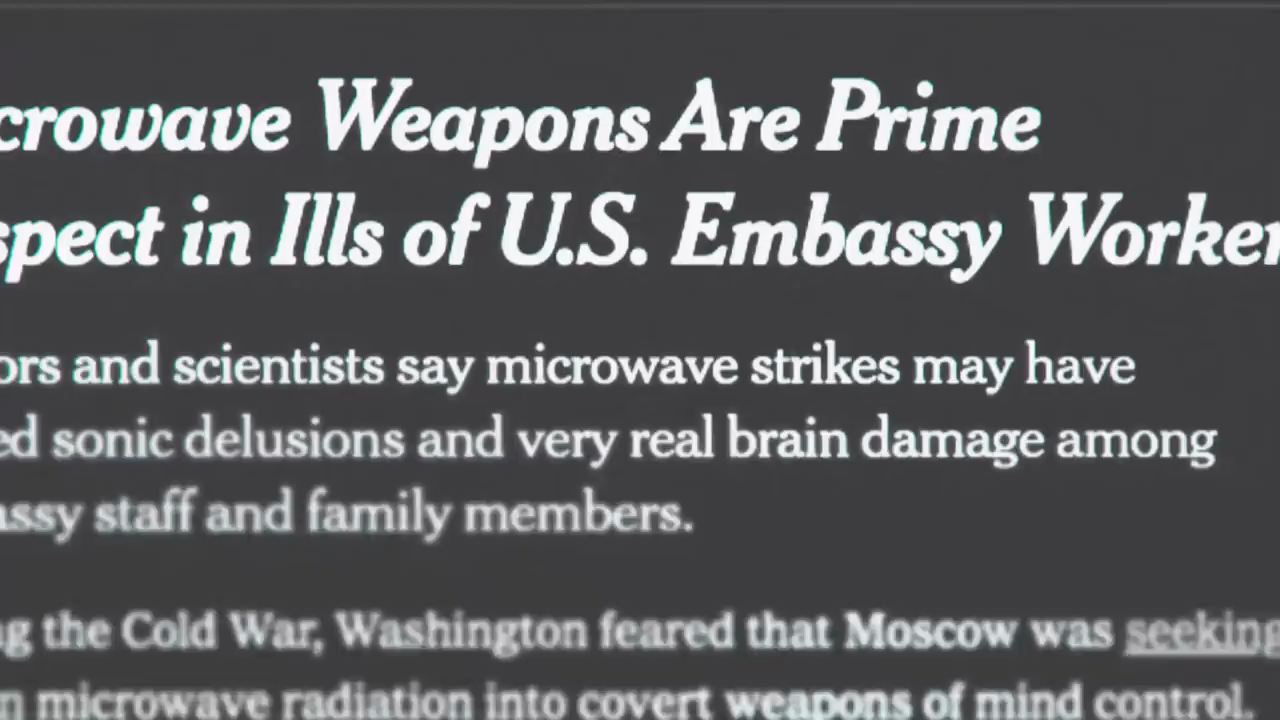 crowave Weapons Are Prime
spect in Ills of U.S. Embassy Worker
ors and scientists say microwave strikes may have
ed sonic delusions and very real brain damage among
assy staff and family members.
ng the Cold War, Washington feared that Moscow was seeking
n microwave radiation into covert weapons of mind control.